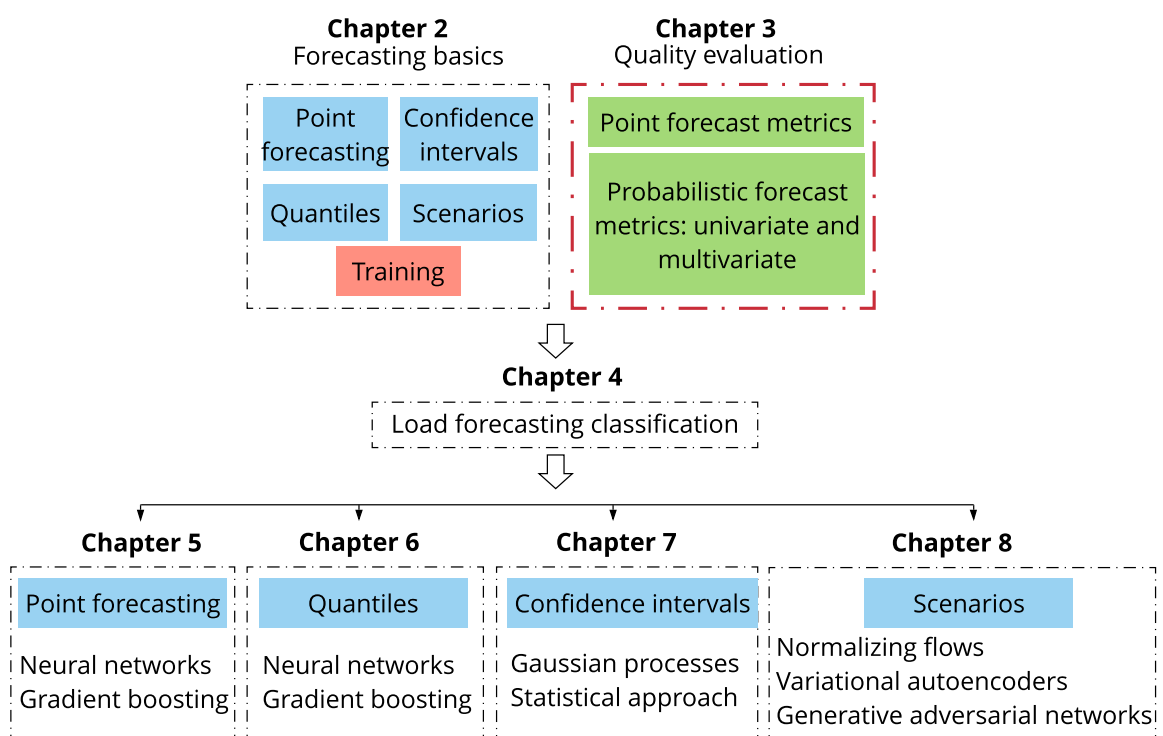 Chapter 2
Forecasting basics
Point
forecasting
Confidence
intervals
Quantiles
Scenarios
Training
Chapter 3
Quality evaluation
Point forecast metrics
Probabilistic forecast
metrics: univariate and
multivariate
Chapter 4
Load forecasting classification
Chapter 5
Point forecasting
Neural networks
Gradient boosting
Chapter 6
Quantiles
Neural networks
Gradient boosting
Chapter 7
Confidence intervals
Gaussian processes
Statistical approach
Chapter 8
Scenarios
Normalizing flows
Variational autoencoders
Generative adversarial networks